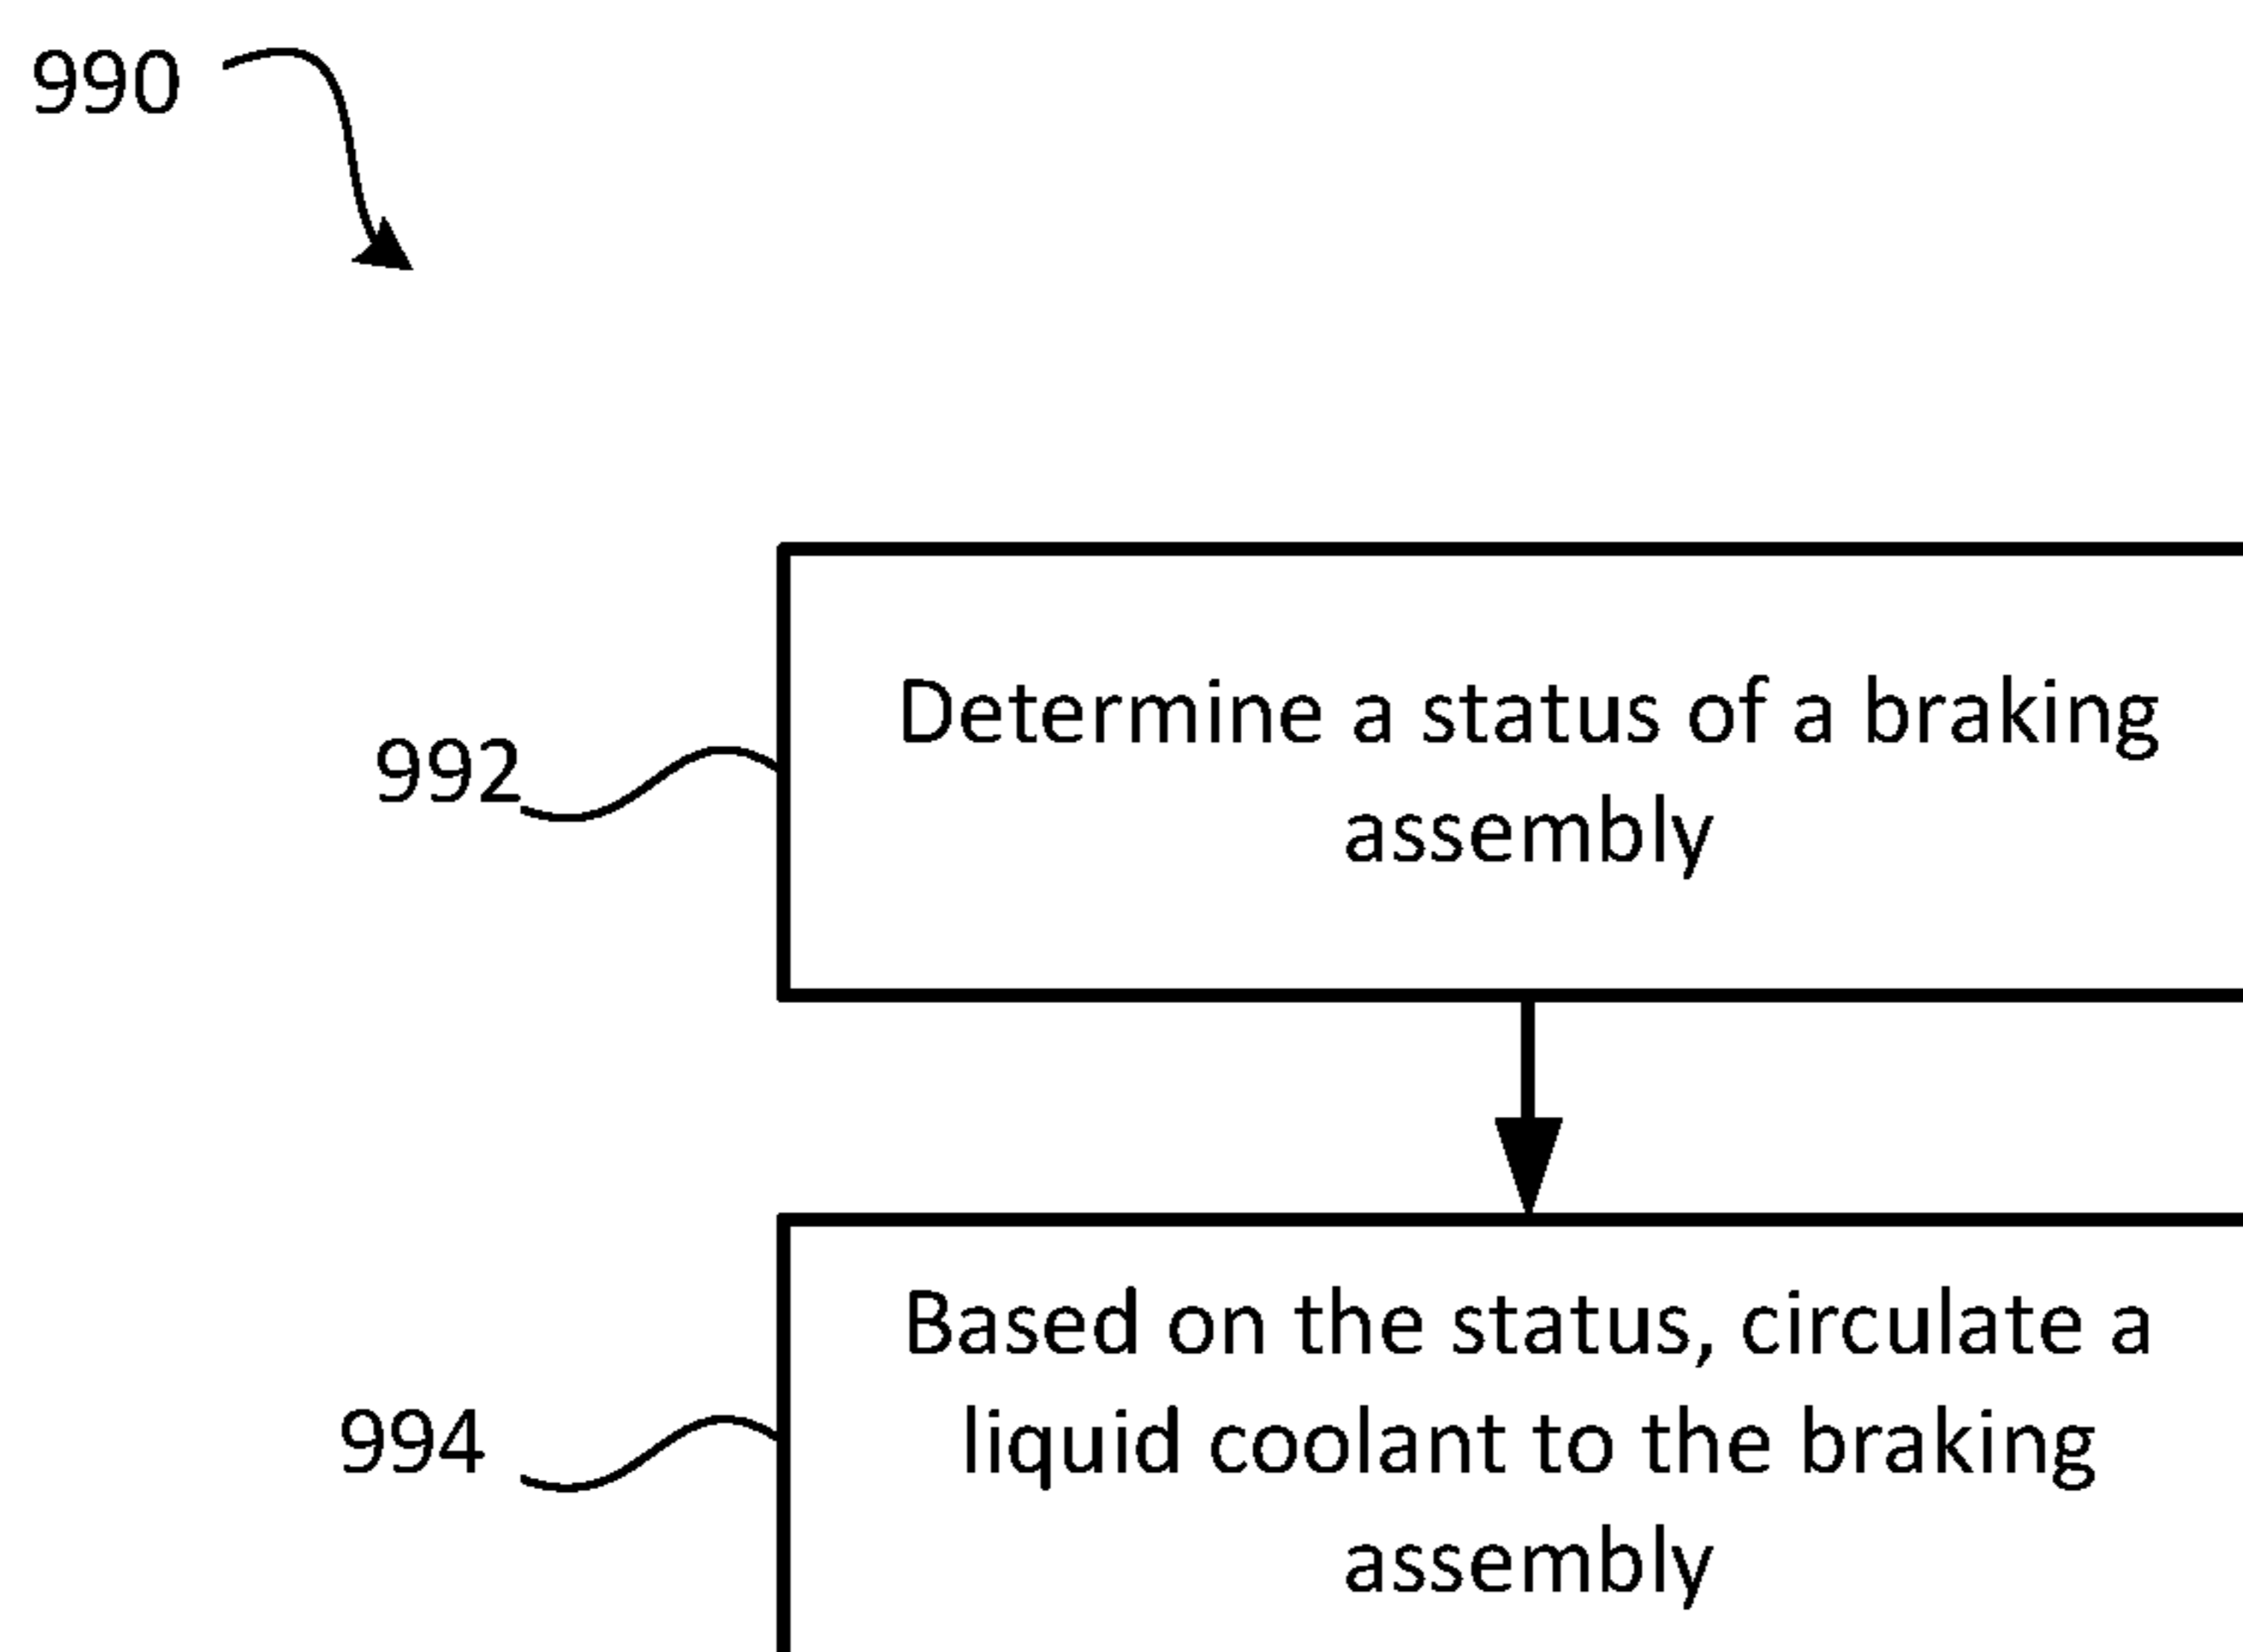 990
992
Determine a status of a braking
assembly
994
Based on the status, circulate a
liquid coolant to the braking
assembly